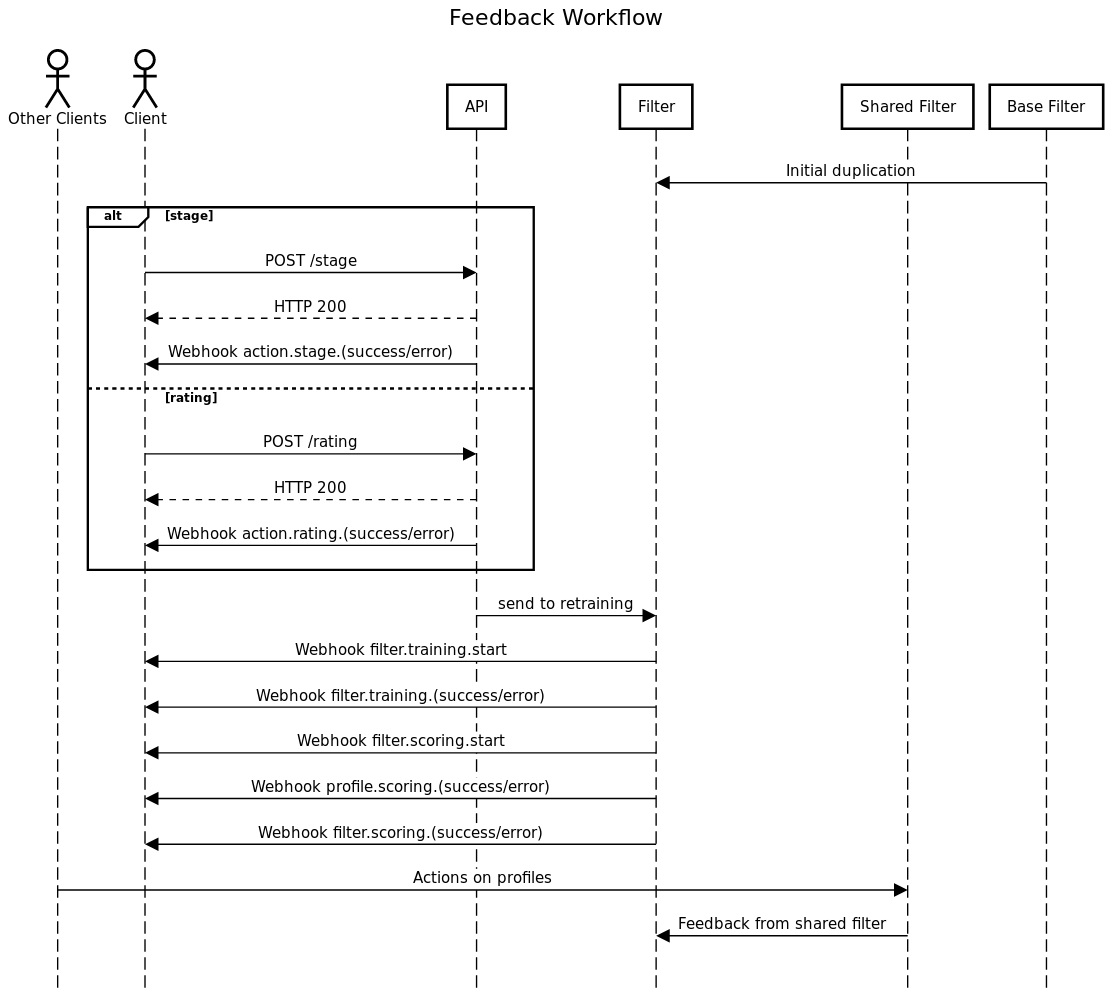 Feedback Workflow
Other Clients
Client
API
Filter
Shared Filter
Base Filter
Initial duplication
alt
[stage]
POST /stage
HTTP 200
Webhook action.stage.(success/error)
[rating]
POST /rating
HTTP 200
Webhook action.rating.(success/error)
send to retraining
Webhook filter.training.start
Webhook filter.training.(success/error)
Webhook filter.scoring.start
Webhook profile.scoring.(success/error)
Webhook filter.scoring.(success/error)
Actions on profiles
Feedback from shared filter